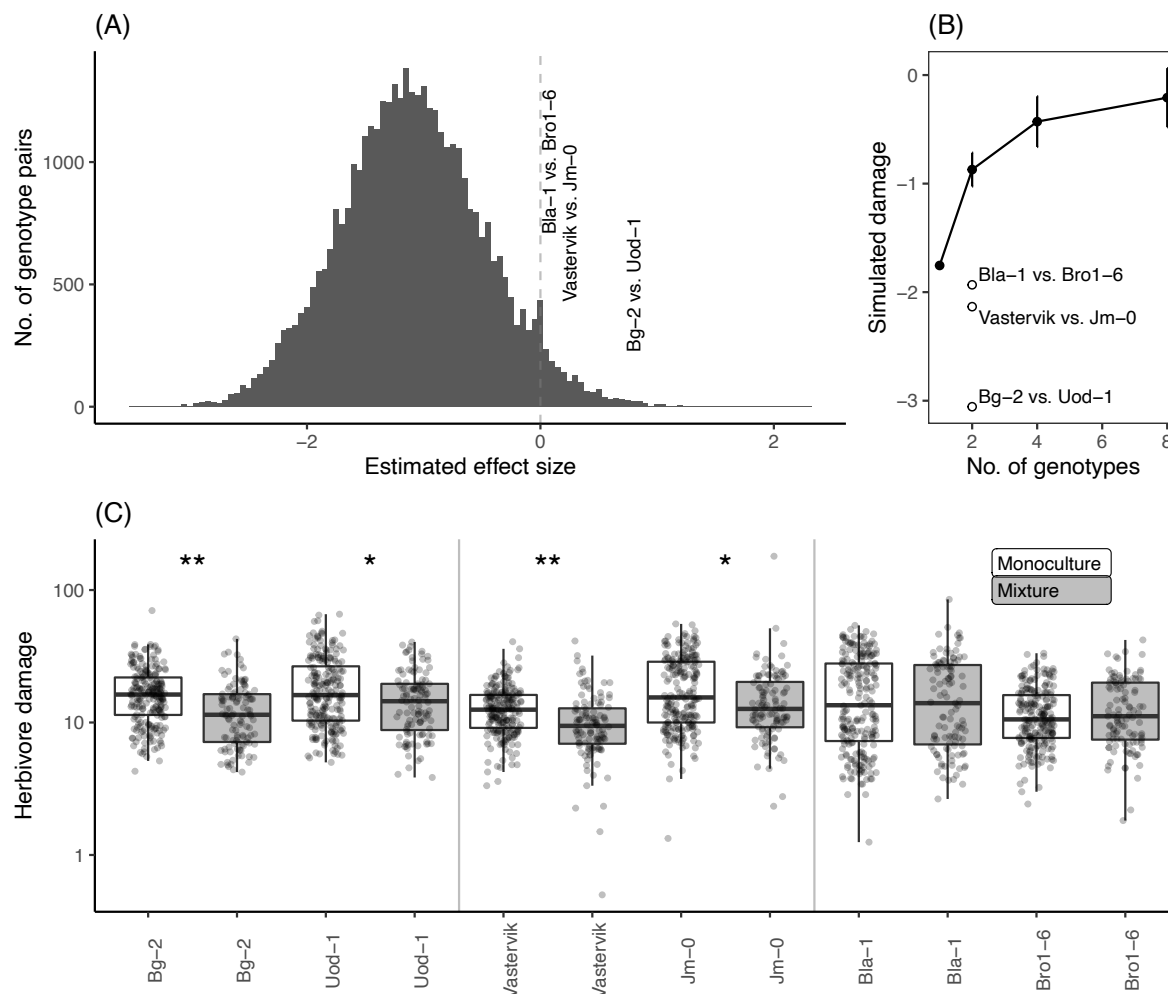 (A)
No. of genotype pairs
1000
500
0
Bla−1 vs. Bro1−6
Vastervik vs. Jm−0
Bg−2 vs. Uod−1
−2
0
2
Estimated effect size
(B)
Simulated damage
0
−1
−2
−3
Bla−1 vs. Bro1−6
Vastervik vs. Jm−0
Bg−2 vs. Uod−1
2
4
6
8
No. of genotypes
(C)
Herbivore damage
100
10
1
**
*
**
*
Monoculture
Mixture
Bg−2
Bg−2
Uod−1
Uod−1
Vastervik
Vastervik
Jm−0
Jm−0
Bla−1
Bla−1
Bro1−6
Bro1−6